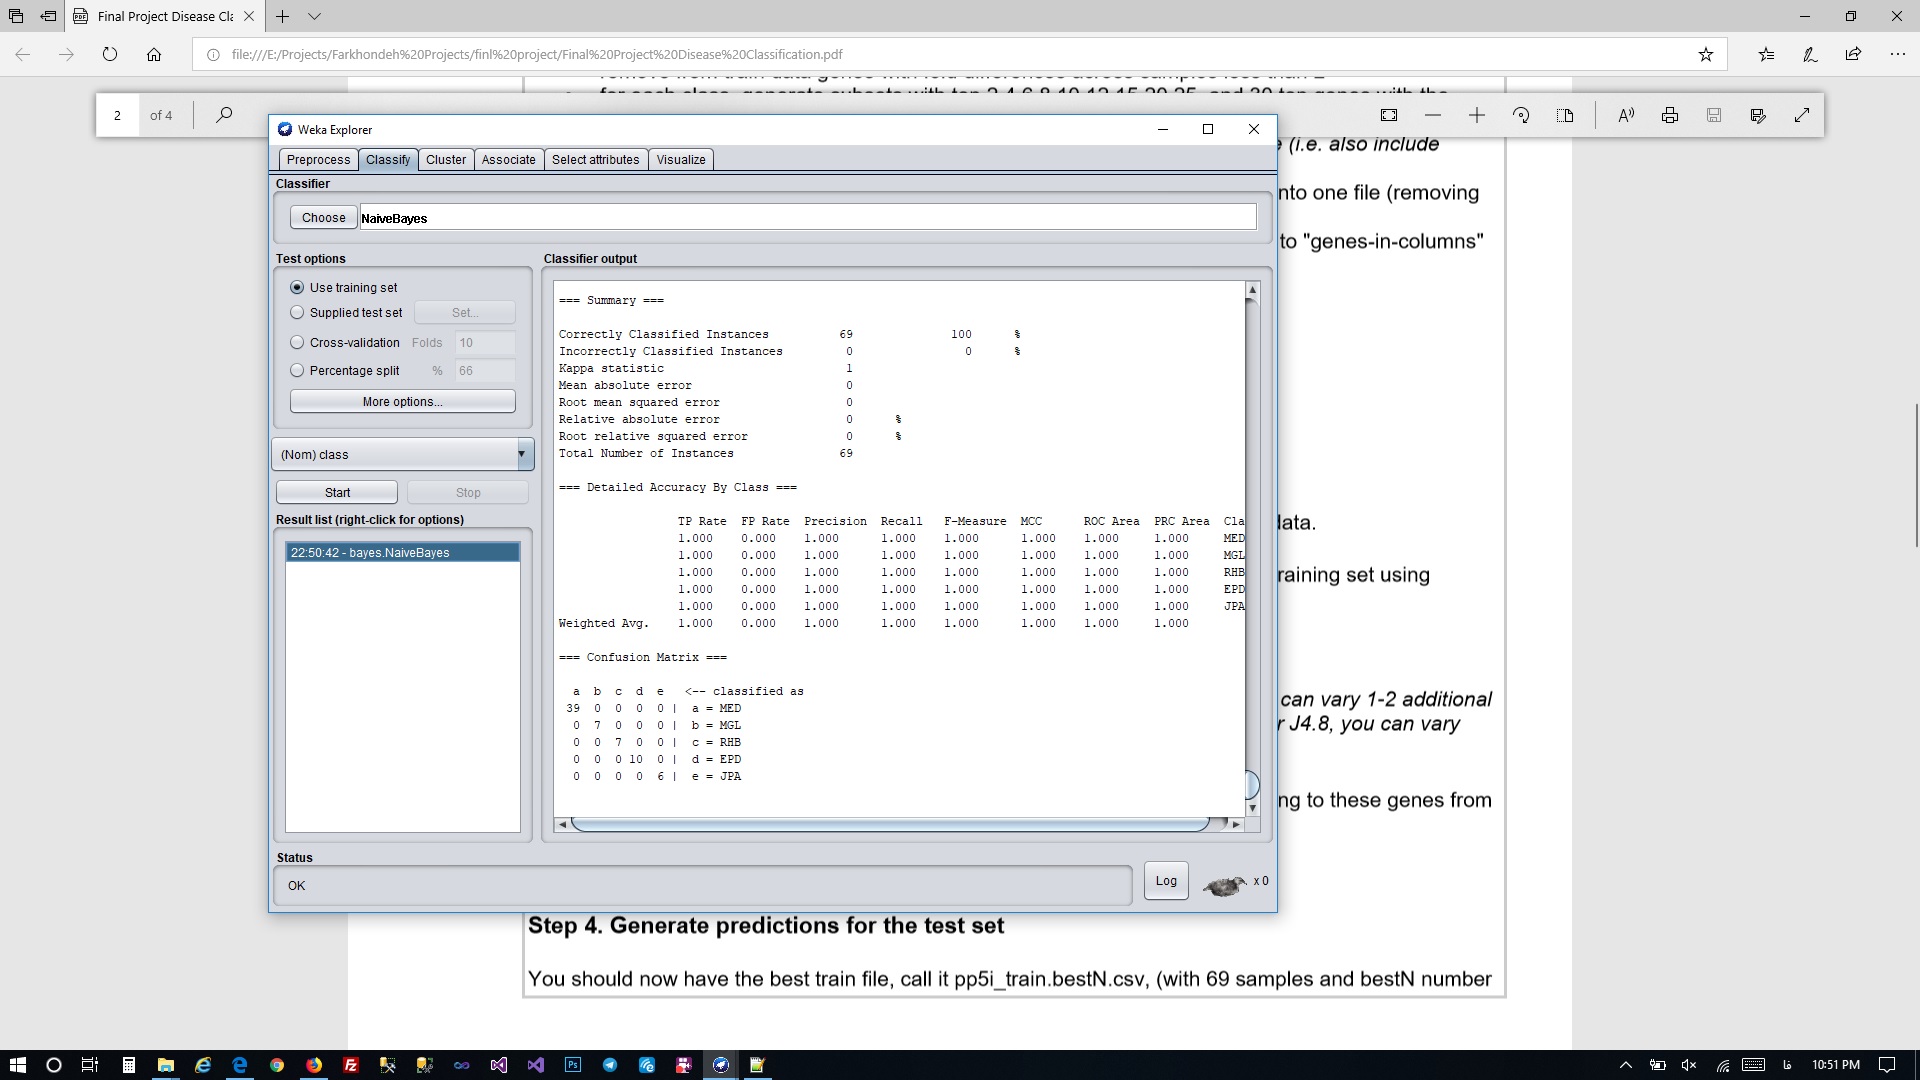 Final Project Disease Cla
file:///E:/Projects/Farkhondeh%20Projects/finl%20project/Final%20Project%20Disease%20Classification.pdf
2 of 4
Weka Explorer
Preprocess Classify Cluster Associate Select attributes Visualize
Classifier
Choose NaiveBayes
Test options
Use training set
Supplied test set Set...
Cross-validation Folds 10
Percentage split % 66
More options...
(Nom) class
Start Stop
Result list (right-click for options)
22:50:42 - bayes.NaiveBayes
Classifier output
=== Summary ===
Correctly Classified Instances 69 100 %
Incorrectly Classified Instances 0 0 %
Kappa statistic 1
Mean absolute error 0
Root mean squared error 0
Relative absolute error 0 %
Root relative squared error 0 %
Total Number of Instances 69
=== Detailed Accuracy By Class ===
TP Rate FP Rate Precision Recall F-Measure MCC ROC Area PRC Area Cla
1.000 0.000 1.000 1.000 1.000 1.000 1.000 1.000 MED
1.000 0.000 1.000 1.000 1.000 1.000 1.000 1.000 MGL
1.000 0.000 1.000 1.000 1.000 1.000 1.000 1.000 RHB
1.000 0.000 1.000 1.000 1.000 1.000 1.000 1.000 EPD
1.000 0.000 1.000 1.000 1.000 1.000 1.000 1.000 JPA
Weighted Avg. 1.000 0.000 1.000 1.000 1.000 1.000 1.000 1.000
=== Confusion Matrix ===
a b c d e <-- classified as
39 0 0 0 0 | a = MED
0 7 0 0 0 | b = MGL
0 0 7 0 0 | c = RHB
0 0 0 10 0 | d = EPD
0 0 0 0 6 | e = JPA
Status
OK
Log x 0
(i.e. also include
nto one file (removing
to "genes-in-columns"
data.
raining set using
can vary 1-2 additional
r J4.8, you can vary
ng to these genes from
Step 4. Generate predictions for the test set
You should now have the best train file, call it pp5i_train.bestN.csv, (with 69 samples and bestN number
10:51 PM